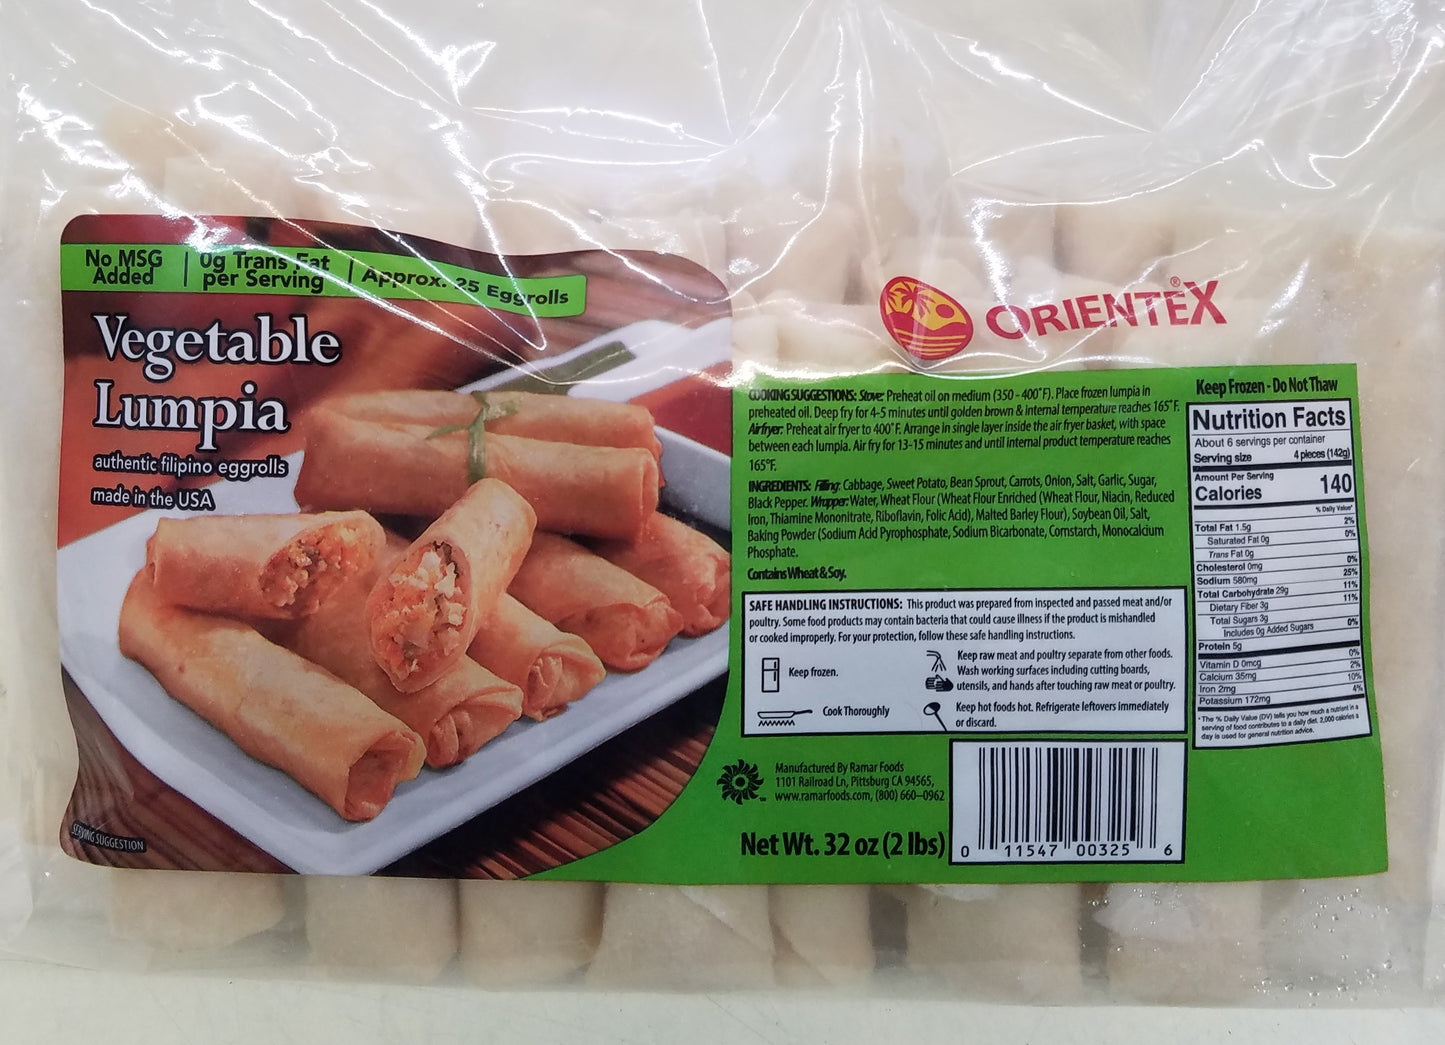 No MSG
Added
0g Trans Fat
per Serving
Approx. 25 Eggrolls
Vegetable
Lumpia
authentic filipino eggrolls
made in the USA
SERVING SUGGESTION
ORIENTEX®
COOKING SUGGESTIONS: Stove: Preheat oil on medium (350 - 400°F). Place frozen lumpia in
preheated oil. Deep fry for 4-5 minutes until golden brown & internal temperature reaches 165°F.
Airfryer: Preheat air fryer to 400°F. Arrange in single layer inside the air fryer basket, with space
between each lumpia. Air fry for 13-15 minutes and until internal product temperature reaches
165°F.
INGREDIENTS: Filling: Cabbage, Sweet Potato, Bean Sprout, Carrots, Onion, Salt, Garlic, Sugar,
Black Pepper. Wrapper: Water, Wheat Flour (Wheat Flour Enriched (Wheat Flour, Niacin, Reduced
Iron, Thiamine Mononitrate, Riboflavin, Folic Acid), Malted Barley Flour), Soybean Oil, Salt,
Baking Powder (Sodium Acid Pyrophosphate, Sodium Bicarbonate, Cornstarch, Monocalcium
Phosphate.
Contains Wheat & Soy.
SAFE HANDLING INSTRUCTIONS: This product was prepared from inspected and passed meat and/or
poultry. Some food products may contain bacteria that could cause illness if the product is mishandled
or cooked improperly. For your protection, follow these safe handling instructions.
Keep frozen.
Keep raw meat and poultry separate from other foods.
Wash working surfaces including cutting boards,
utensils, and hands after touching raw meat or poultry.
Cook Thoroughly
Keep hot foods hot. Refrigerate leftovers immediately
or discard.
Manufactured By Ramar Foods
1101 Railroad Ln, Pittsburg CA 94565,
www.ramarfoods.com, (800) 660-0962
Net Wt. 32 oz (2 lbs)
0 11547 00325 6
Keep Frozen - Do Not Thaw
Nutrition Facts
About 6 servings per container
Serving size 4 pieces (142g)
Amount Per Serving
Calories 140
% Daily Value*
Total Fat 1.5g 2%
Saturated Fat 0g 0%
Trans Fat 0g
Cholesterol 0mg 0%
Sodium 580mg 25%
Total Carbohydrate 29g 11%
Dietary Fiber 3g 11%
Total Sugars 3g
Includes 0g Added Sugars 0%
Protein 5g
Vitamin D 0mcg 0%
Calcium 35mg 2%
Iron 2mg 10%
Potassium 172mg 4%
*The % Daily Value (DV) tells you how much a nutrient in a
serving of food contributes to a daily diet. 2,000 calories a
day is used for general nutrition advice.